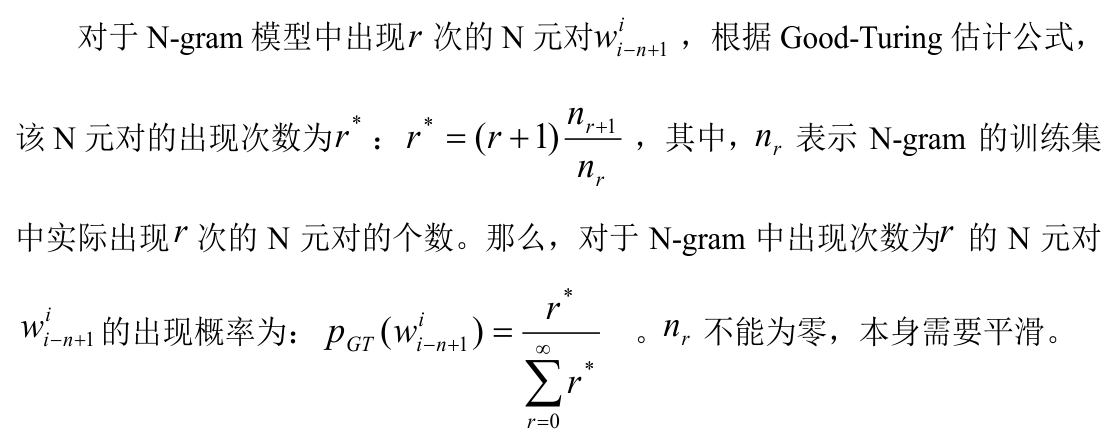 对于 N-gram 模型中出现 $r$ 次的 N 元对 $w_{i-n+1}^{i}$ ，根据 Good-Turing 估计公式，
该 N 元对的出现次数为 $r^{*}$ ：$r^{*} = (r+1)\frac{n_{r+1}}{n_{r}}$ ，其中，$n_{r}$ 表示 N-gram 的训练集
中实际出现 $r$ 次的 N 元对的个数。那么，对于 N-gram 中出现次数为 $r$ 的 N 元对
$w_{i-n+1}^{i}$ 的出现概率为：$p_{GT}(w_{i-n+1}^{i}) = \frac{r^{*}}{\sum_{r=0}^{\infty} r^{*}}$ 。$n_{r}$ 不能为零，本身需要平滑。